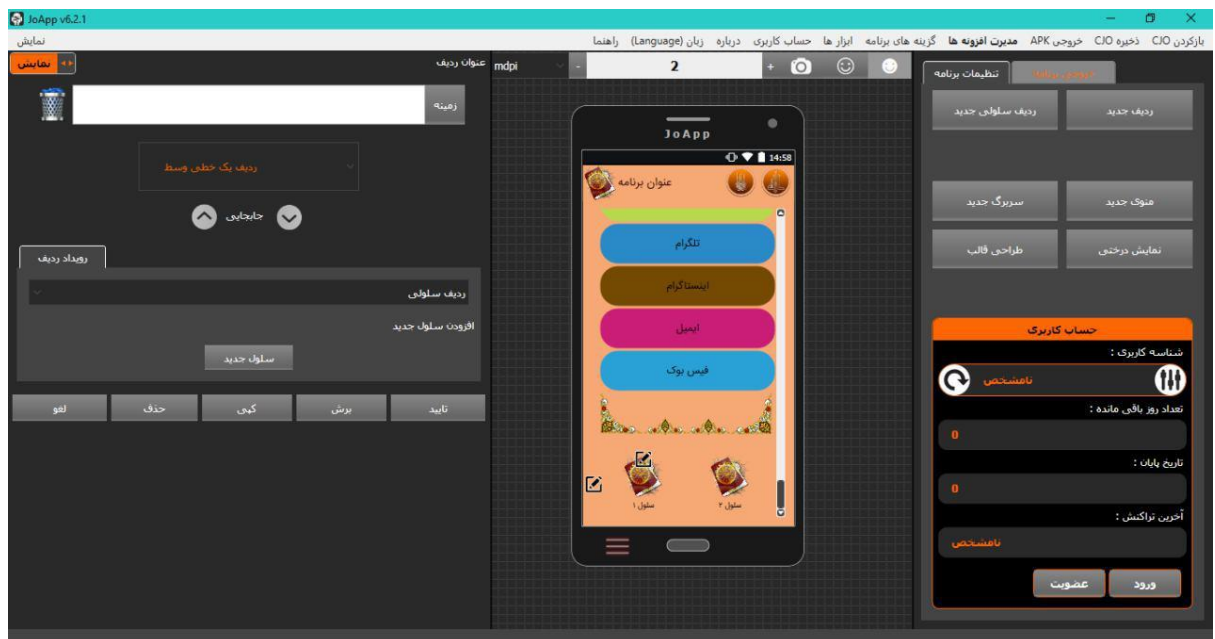 JoApp v6.2.1
بازکردن CJO ذخیره CJO خروجی APK مدیرت افزونه ها گزینه های برنامه ابزار ها حساب کاربری درباره زبان (Language) راهنما
نمایش
تنظیمات برنامه
ردیف جدید
ردیف سلولی جدید
منوی جدید
سربرگ جدید
نمایش درختی
طراحی قالب
حساب کاربری
شناسه کاربری :
نامشخص
تعداد روز باقی مانده :
0
تاریخ پایان :
0
آخرین تراکنش :
نامشخص
ورود
عضویت
mdpi
-
2
+
JoApp
14:58
عنوان برنامه
تلگرام
اینستاگرام
ایمیل
فیس بوک
سلول ۱
سلول ۲
عنوان ردیف
نمایش
زمینه
ردیف یک خطی وسط
جابجایی
رویداد ردیف
ردیف سلولی
افزودن سلول جدید
سلول جدید
تایید
برش
کپی
حذف
لغو